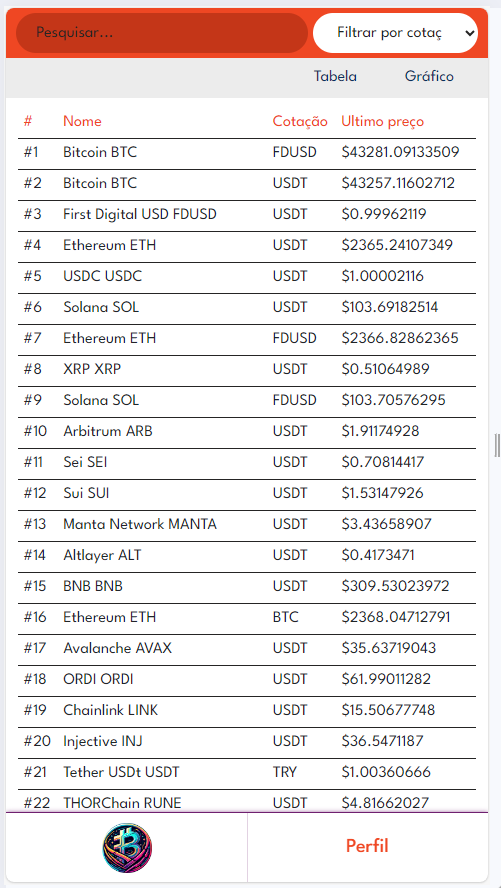 Pesquisar... Filtrar por cotaç
Tabela Gráfico
# Nome Cotação Ultimo preço
#1 Bitcoin BTC FDUSD $43281.09133509
#2 Bitcoin BTC USDT $43257.11602712
#3 First Digital USD FDUSD USDT $0.99962119
#4 Ethereum ETH USDT $2365.24107349
#5 USDC USDC USDT $1.00002116
#6 Solana SOL USDT $103.69182514
#7 Ethereum ETH FDUSD $2366.82862365
#8 XRP XRP USDT $0.51064989
#9 Solana SOL FDUSD $103.70576295
#10 Arbitrum ARB USDT $1.91174928
#11 Sei SEI USDT $0.70814417
#12 Sui SUI USDT $1.53147926
#13 Manta Network MANTA USDT $3.43658907
#14 Altlayer ALT USDT $0.4173471
#15 BNB BNB USDT $309.53023972
#16 Ethereum ETH BTC $2368.04712791
#17 Avalanche AVAX USDT $35.63719043
#18 ORDI ORDI USDT $61.99011282
#19 Chainlink LINK USDT $15.50677748
#20 Injective INJ USDT $36.5471187
#21 Tether USDt USDT TRY $1.00360666
#22 THORChain RUNE USDT $4.81662027
Perfil